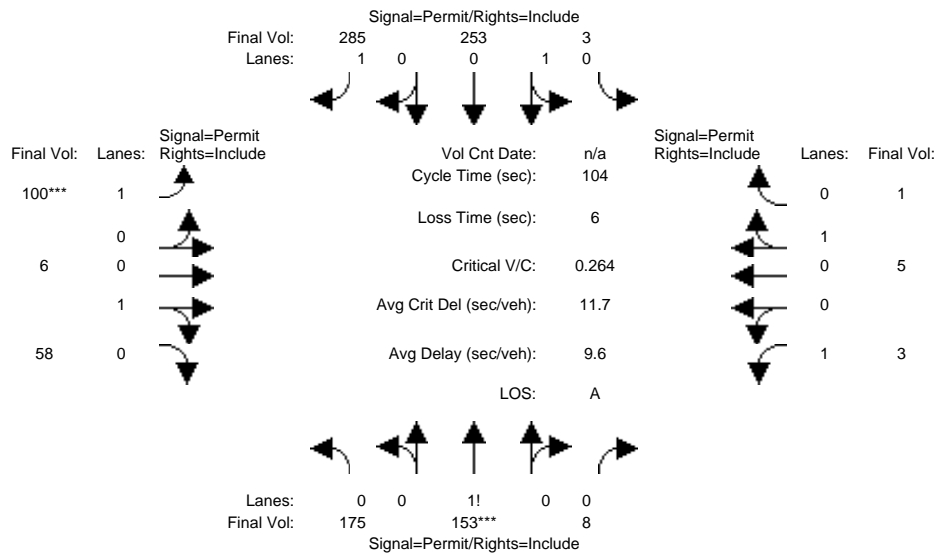 Signal=Permit/Rights=Include
Final Vol: 285 253 3
Lanes: 1 0 0 1 0
Signal=Permit
Final Vol: Lanes: Rights=Include
Vol Cnt Date: n/a
Signal=Permit
Rights=Include Lanes: Final Vol:
Cycle Time (sec): 104
100*** 1
0 1
Loss Time (sec): 6
0
1
6 0
Critical V/C: 0.264
0 5
1
Avg Crit Del (sec/veh): 11.7
0
58 0
Avg Delay (sec/veh): 9.6
1 3
LOS: A
Lanes: 0 0 1! 0 0
Final Vol: 175 153*** 8
Signal=Permit/Rights=Include